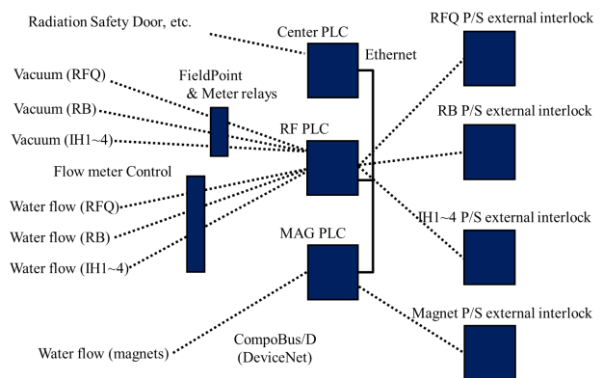 Radiation Safety Door, etc.
Center PLC
RFQ P/S external interlock
Ethernet
Vacuum (RFQ)
FieldPoint
& Meter relays
Vacuum (RB)
RB P/S external interlock
Vacuum (IH1~4)
RF PLC
Flow meter Control
Water flow (RFQ)
IH1~4 P/S external interlock
Water flow (RB)
MAG PLC
Water flow (IH1~4)
Magnet P/S external interlock
CompoBus/D
(DeviceNet)
Water flow (magnets)